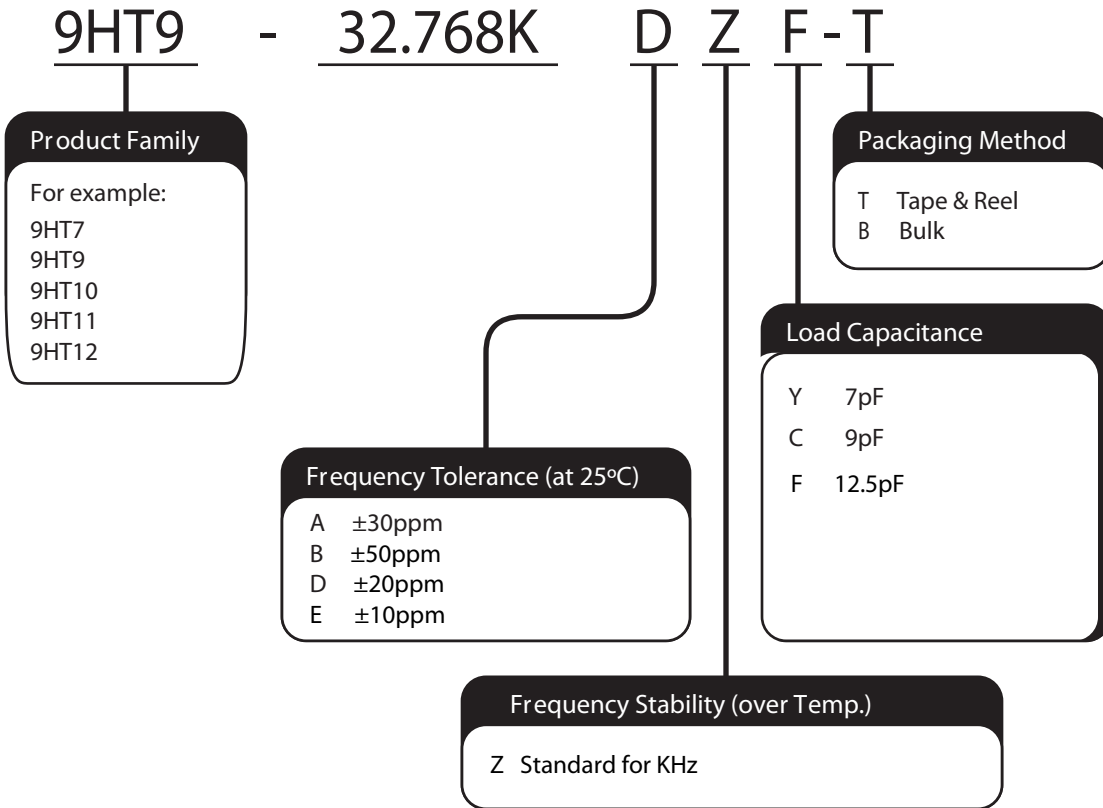 9HT9 - 32.768K D Z F - T
Product Family
For example:
9HT7
9HT9
9HT10
9HT11
9HT12
Packaging Method
T Tape & Reel
B Bulk
Load Capacitance
Y 7pF
C 9pF
F 12.5pF
Frequency Tolerance (at 25ºC)
A ±30ppm
B ±50ppm
D ±20ppm
E ±10ppm
Frequency Stability (over Temp.)
Z Standard for KHz